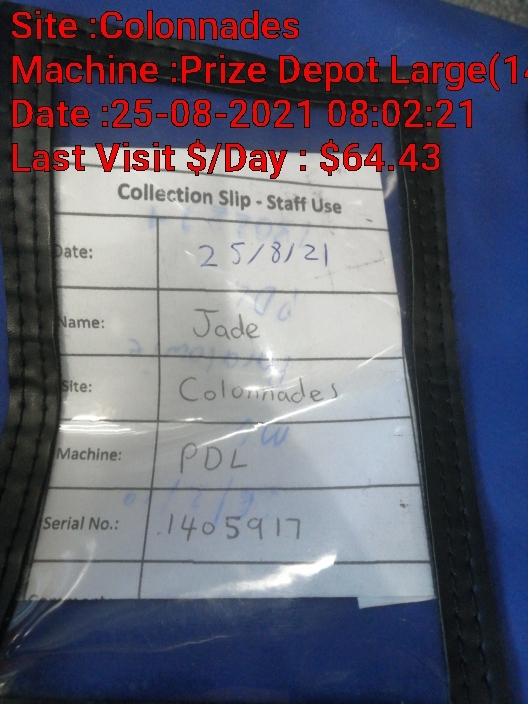 Site :Colonnades
Machine :Prize Depot Large(14
Date :25-08-2021 08:02:21
Last Visit $/Day : $64.43
Collection Slip - Staff Use
Date: 25/8/21
Name: Jade
Site: Colonnades
Machine: PDL
Serial No.: 1405917